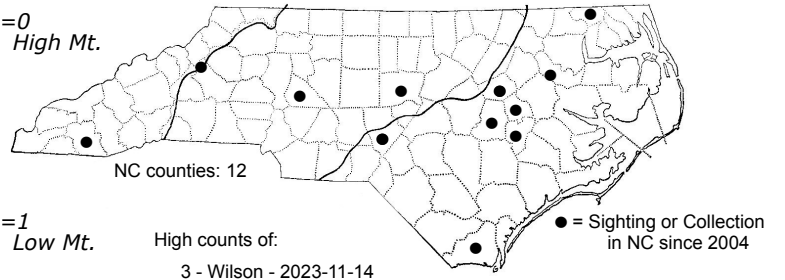 =0
High Mt.
NC counties: 12
=1
Low Mt.
High counts of:
3 - Wilson - 2023-11-14
● = Sighting or Collection
in NC since 2004